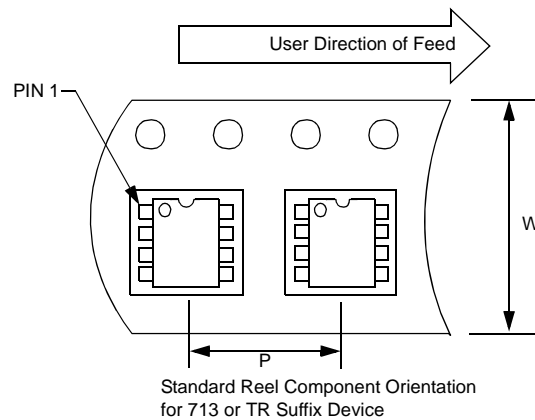 User Direction of Feed
PIN 1
W
P
Standard Reel Component Orientation
for 713 or TR Suffix Device